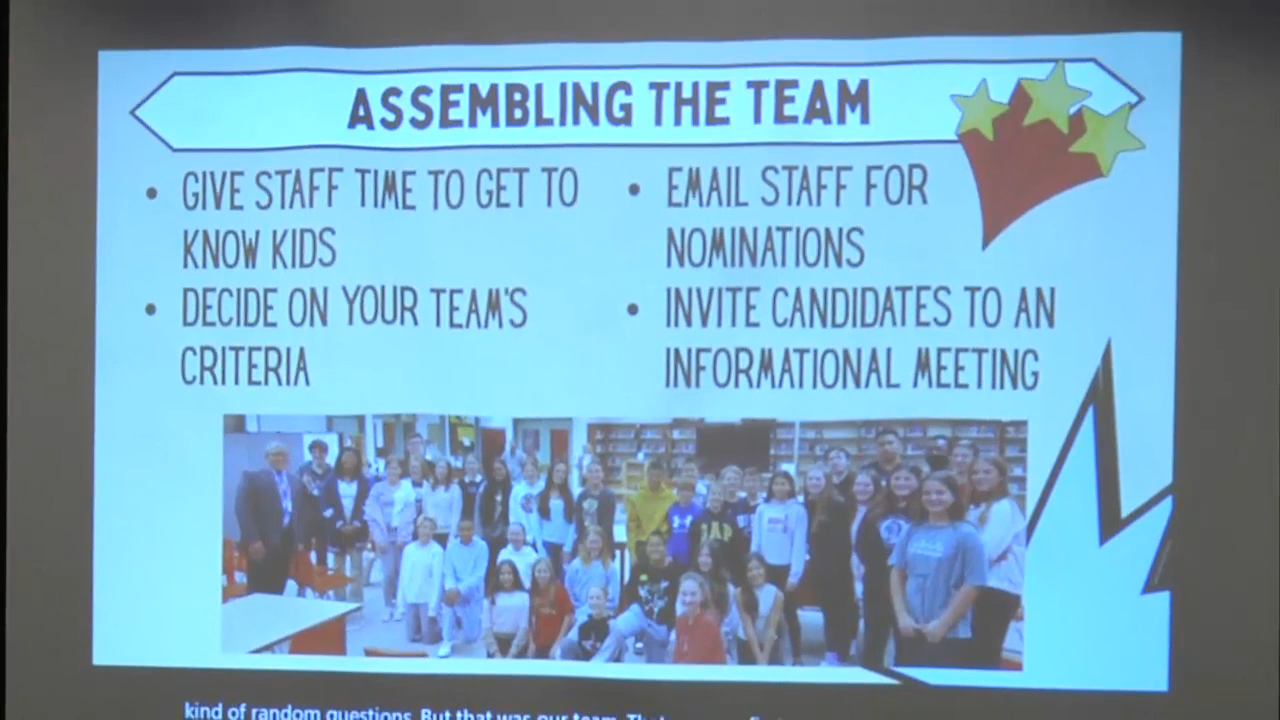 ASSEMBLING THE TEAM
• GIVE STAFF TIME TO GET TO
KNOW KIDS
• DECIDE ON YOUR TEAM'S
CRITERIA
• EMAIL STAFF FOR
NOMINATIONS
• INVITE CANDIDATES TO AN
INFORMATIONAL MEETING
GAP
kind of random questions. But that was our team.